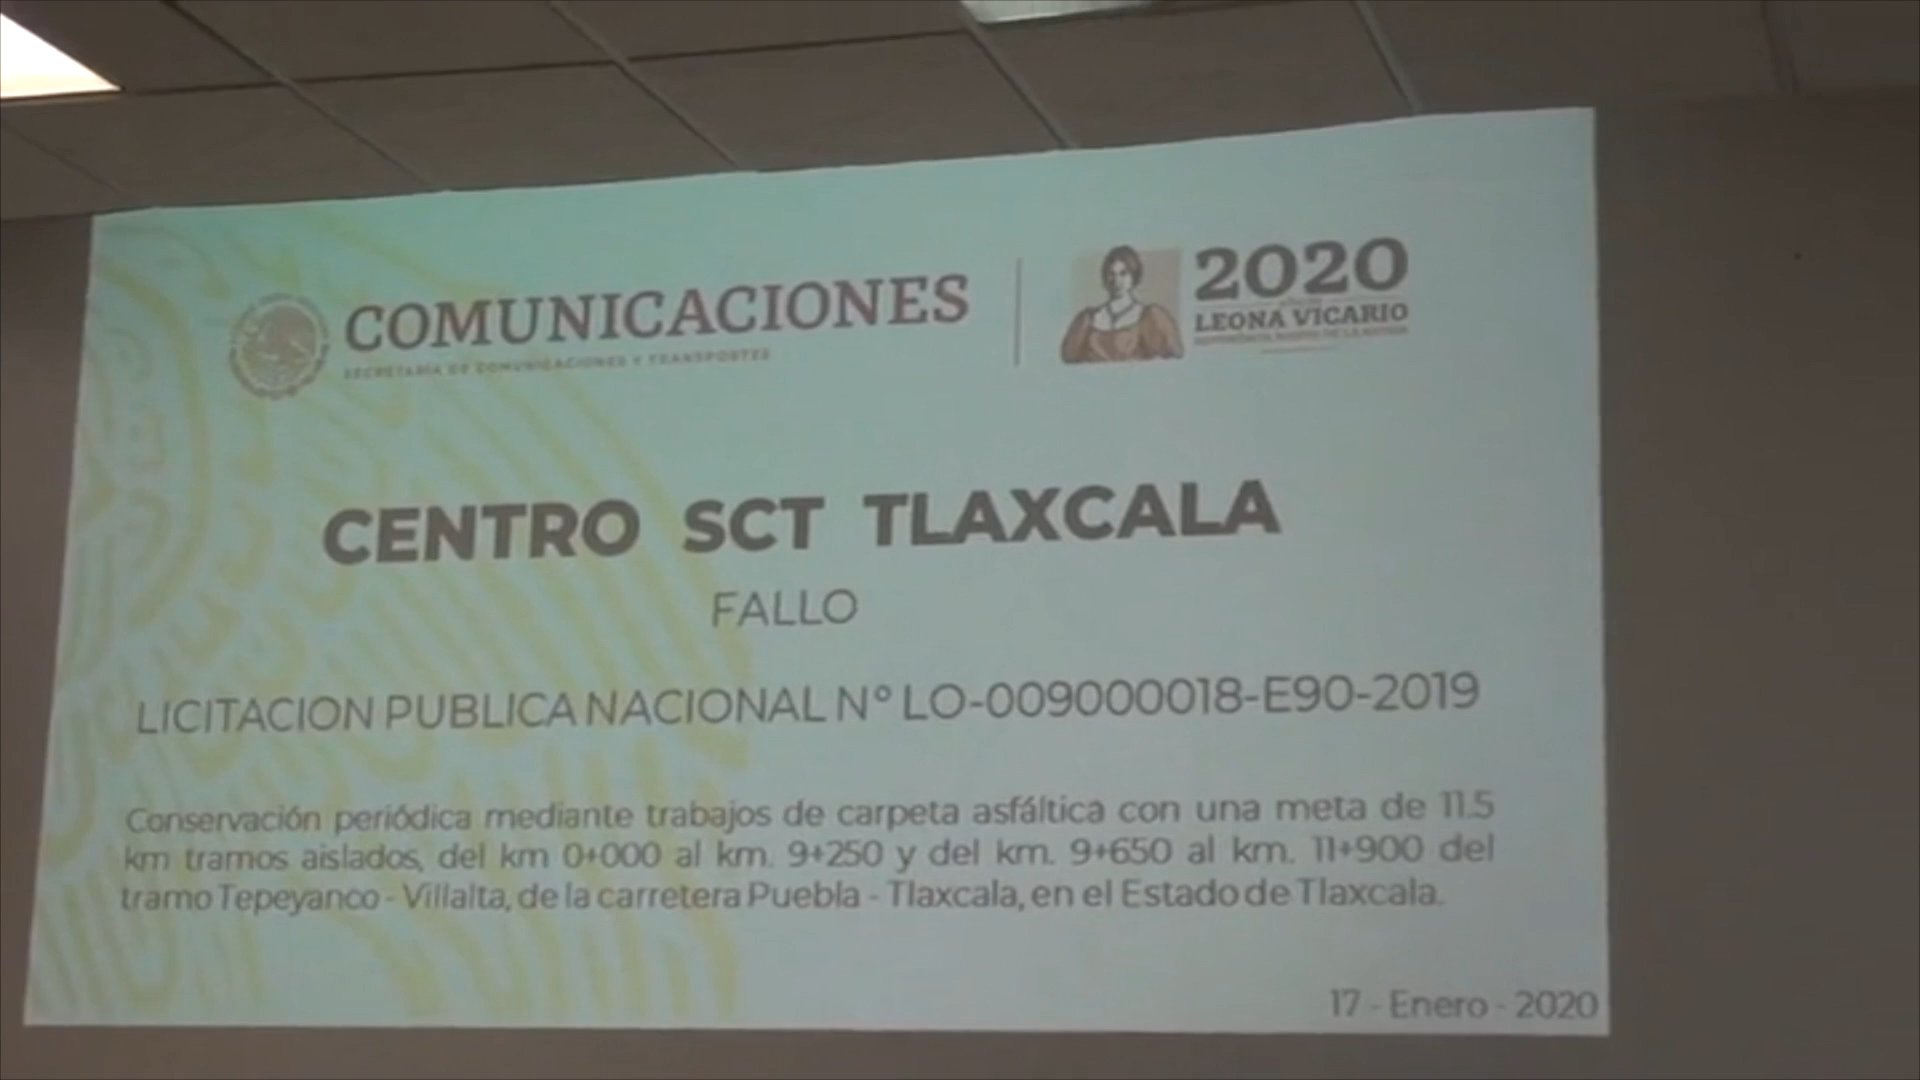 COMUNICACIONES
SECRETARÍA DE COMUNICACIONES Y TRANSPORTES
2020
LEONA VICARIO
CENTRO SCT TLAXCALA
FALLO
LICITACION PUBLICA NACIONAL N° LO-009000018-E90-2019
Conservación periódica mediante trabajos de carpeta asfáltica con una meta de 11.5
km tramos aislados, del km 0+000 al km. 9+250 y del km. 9+650 al km. 11+900 del
tramo Tepeyanco - Villalta, de la carretera Puebla - Tlaxcala, en el Estado de Tlaxcala.
17 - Enero - 2020